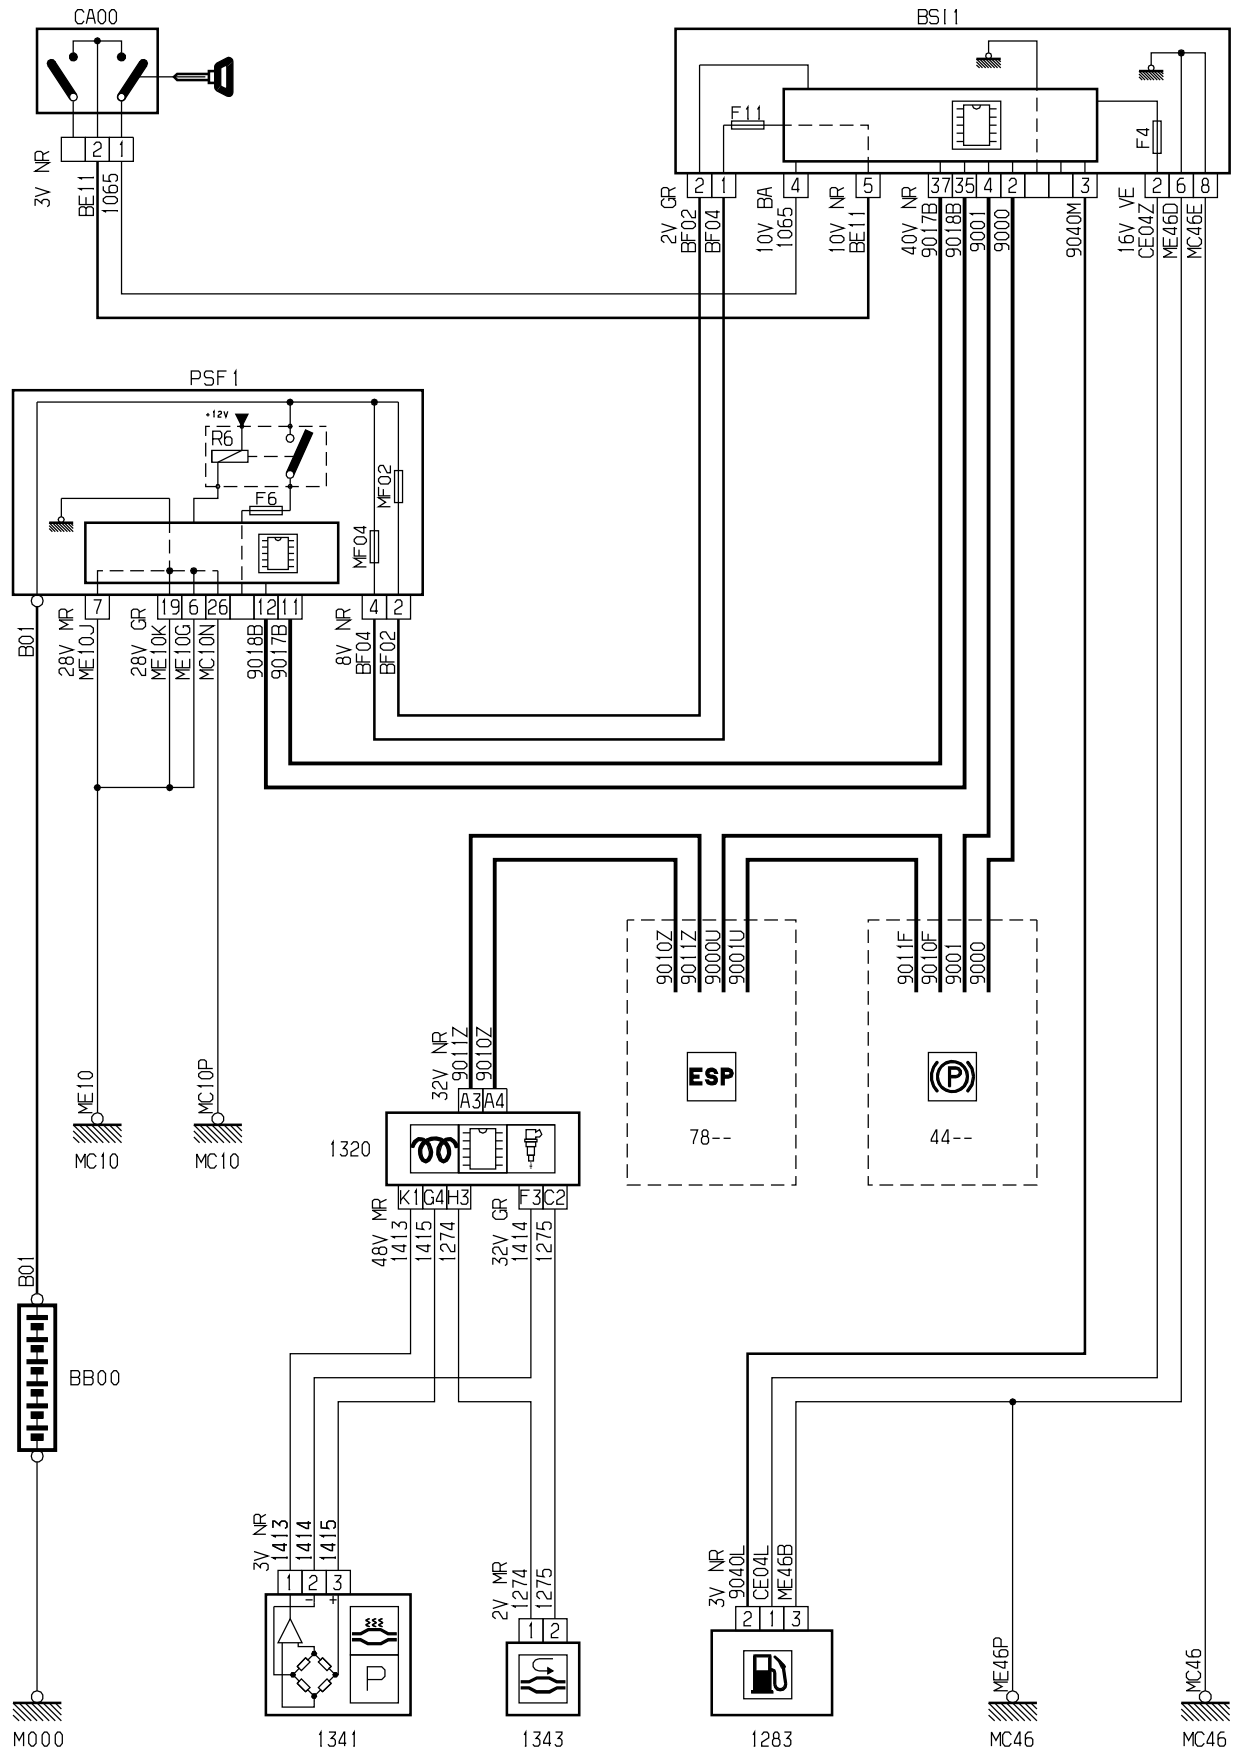 CA00
BSI1
F11
F4
2
1
3V NR
BE11
1065
2
1
4
5
37
35
4
2
3
2
6
8
2V GR
BF02
BF04
10V BA
1065
10V NR
BE11
40V NR
9017B
9018B
9001
9000
9040M
16V VE
CE04Z
ME46D
MC46E
PSF1
+12V
R6
F6
MF02
MF04
7
19
6
26
12
11
4
2
B01
28V MR
ME10J
28V GR
ME10K
ME10G
MC10N
9018B
9017B
8V NR
BF04
BF02
9010Z
9011Z
9000U
9001U
9011F
9010F
9001
9000
ESP
78--
P
44--
32V NR
9011Z
9010Z
A3
A4
ME10
MC10P
MC10
MC10
1320
K1
G4
H3
F3
C2
48V MR
1413
1415
1274
32V GR
1414
1275
B01
BB00
3V NR
1413
1414
1415
1
2
3
-
+
P
2V MR
1274
1275
1
2
3V NR
9040L
CE04L
ME46B
2
1
3
ME46P
MC46
M000
1341
1343
1283
MC46
MC46